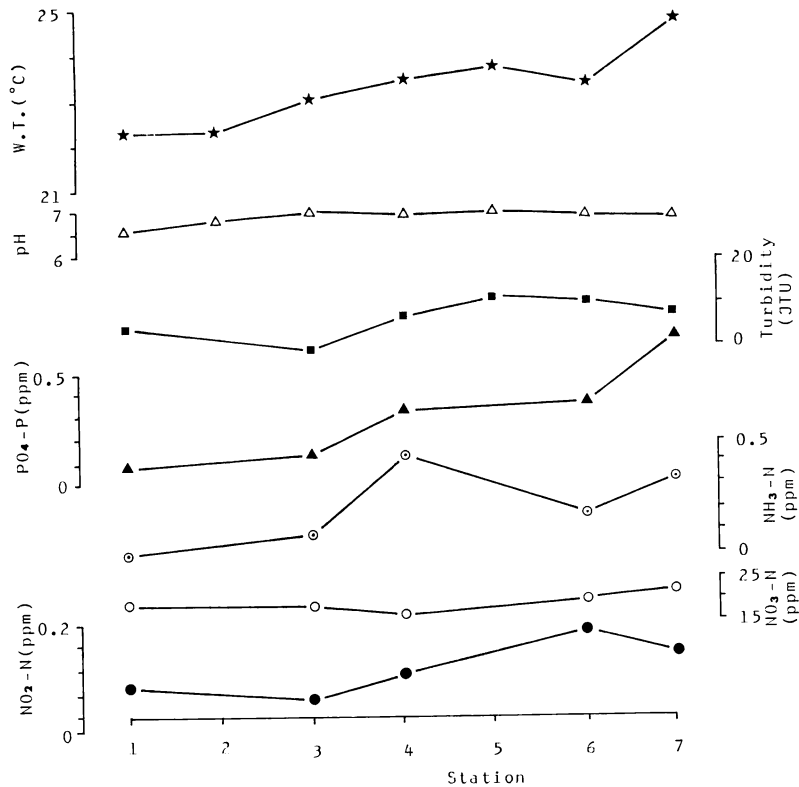 25
W.T.(°C)
21
7
pH
6
20
Turbidity
(JTU)
0
0.5
PO4-P(ppm)
0
0.5
NH3-N
(ppm)
0
25
NO3-N
(ppm)
15
0.2
NO2-N(ppm)
0
1 2 3 4 5 6 7
Station